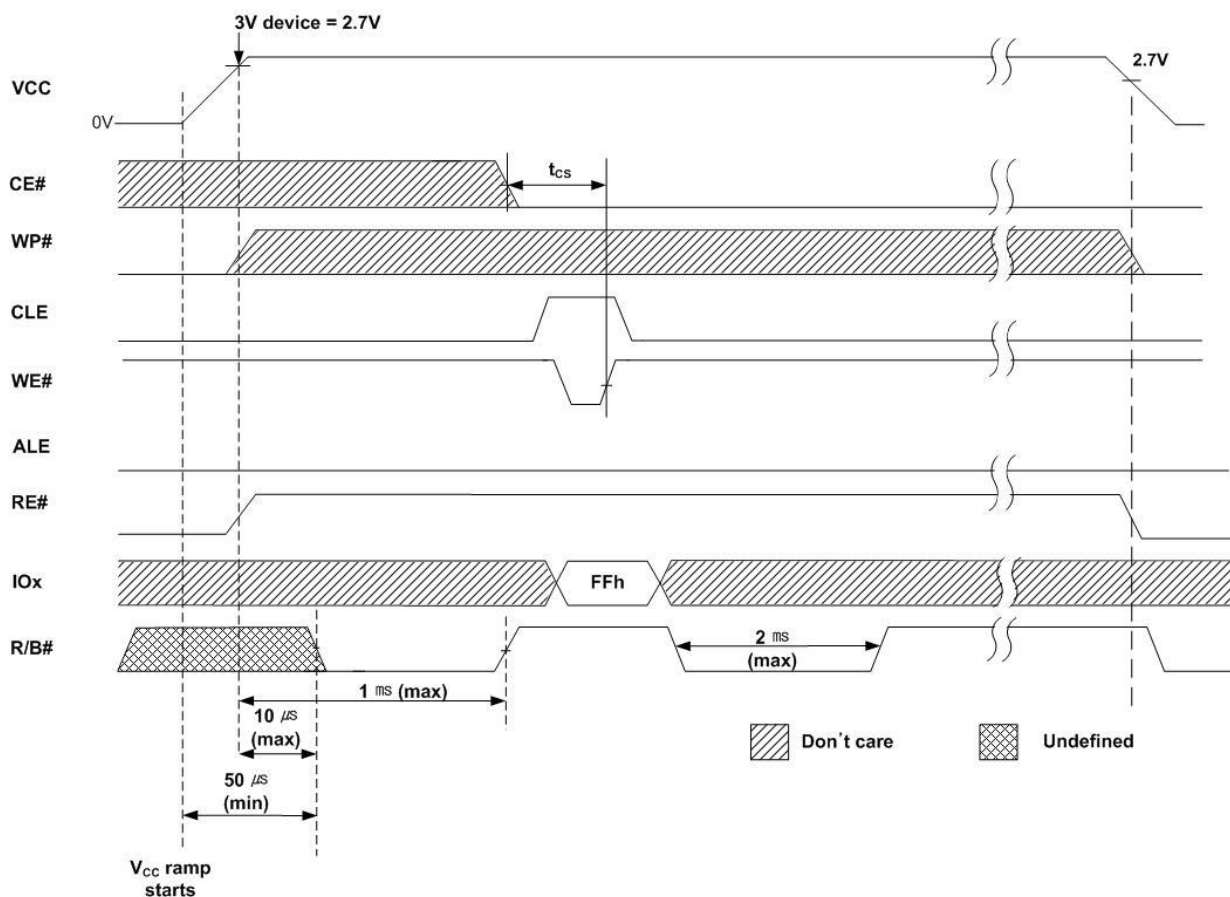 3V device = 2.7V
VCC
2.7V
0V
CE#
tCS
WP#
CLE
WE#
ALE
RE#
IOx
FFh
R/B#
2 ㎳
(max)
1 ㎳ (max)
10 ㎲
(max)
Don't care
Undefined
50 ㎲
(min)
VCC ramp
starts